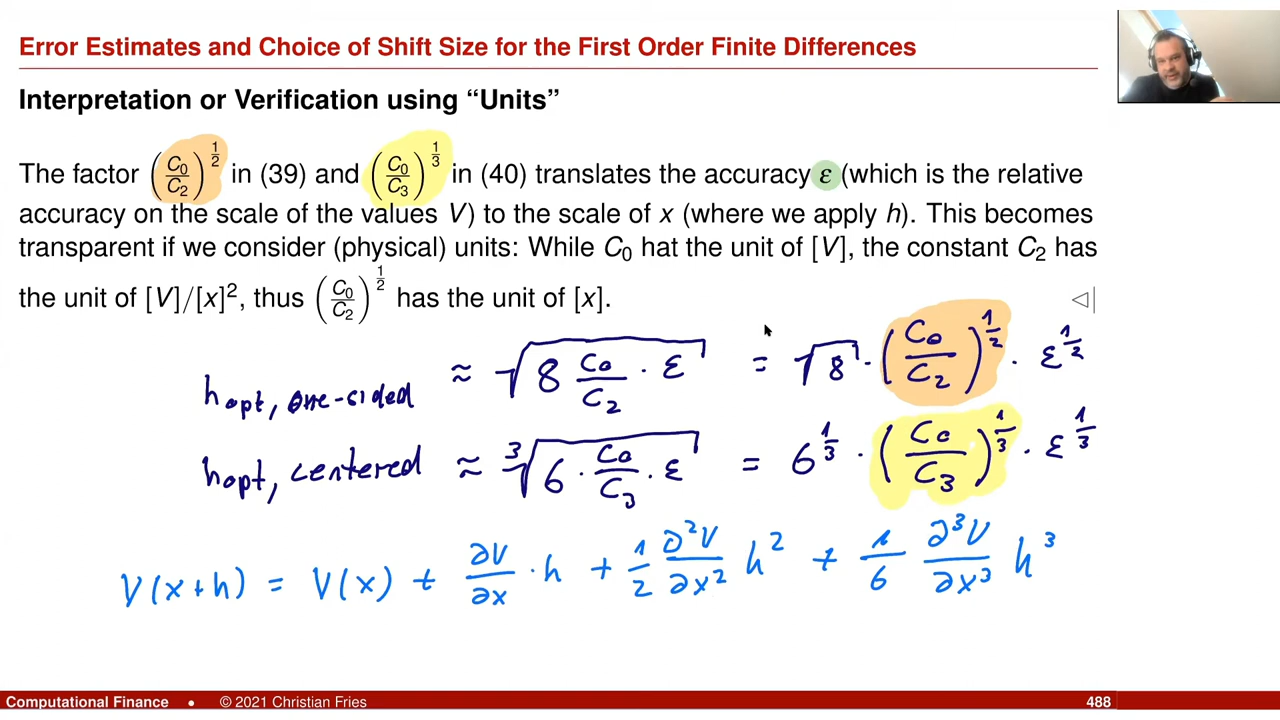 Error Estimates and Choice of Shift Size for the First Order Finite Differences
Interpretation or Verification using “Units”
The factor (C₀/C₂)^(1/2) in (39) and (C₀/C₃)^(1/3) in (40) translates the accuracy ε (which is the relative
accuracy on the scale of the values V) to the scale of x (where we apply h). This becomes
transparent if we consider (physical) units: While C₀ hat the unit of [V], the constant C₂ has
the unit of [V]/[x]², thus (C₀/C₂)^(1/2) has the unit of [x].
h_opt, one-sided ≈ √(8 C₀/C₂ · ε) = √8 · (C₀/C₂)^(1/2) · ε^(1/2)
h_opt, centered ≈ ∛(6 · C₀/C₃ · ε) = 6^(1/3) · (C₀/C₃)^(1/3) · ε^(1/3)
V(x+h) = V(x) + ∂V/∂x · h + 1/2 ∂²V/∂x² h² + 1/6 ∂³V/∂x³ h³
Computational Finance • © 2021 Christian Fries 488